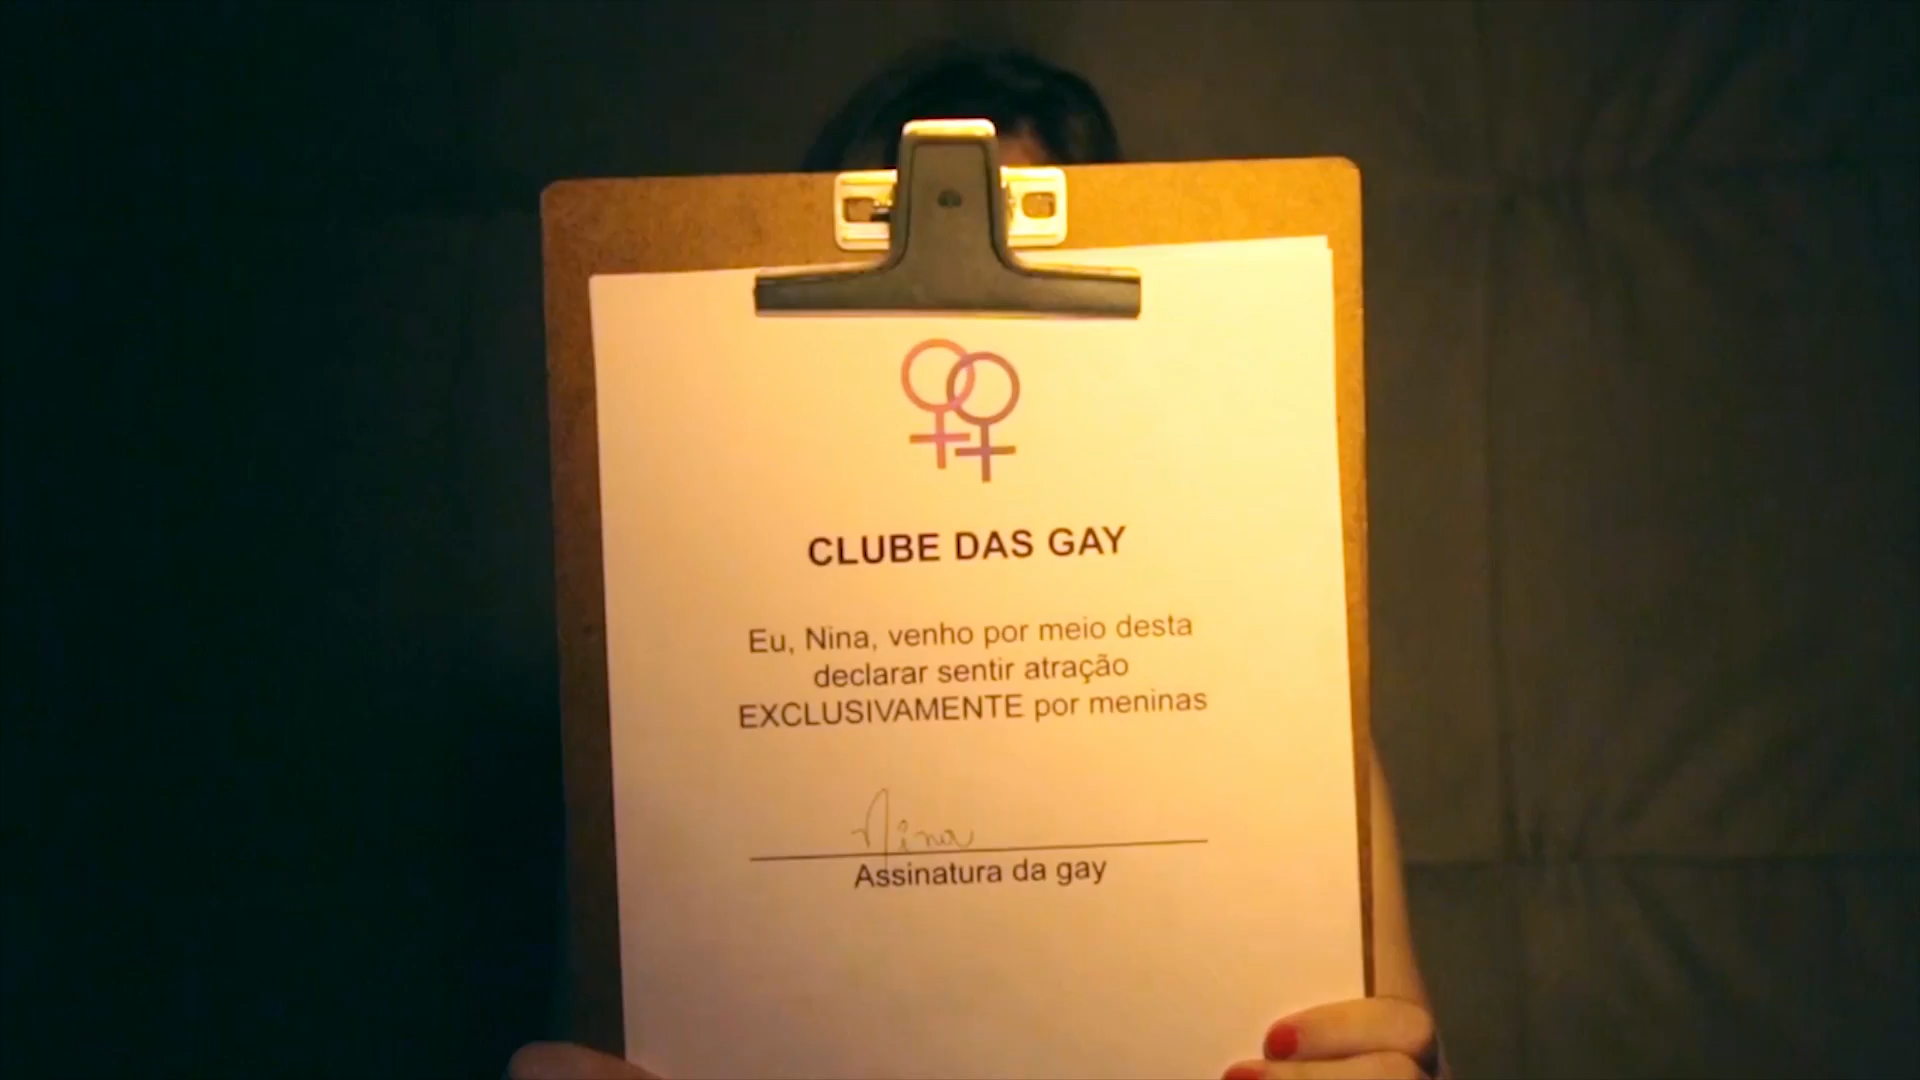 CLUBE DAS GAY
Eu, Nina, venho por meio desta
declarar sentir atração
EXCLUSIVAMENTE por meninas
Nina
Assinatura da gay